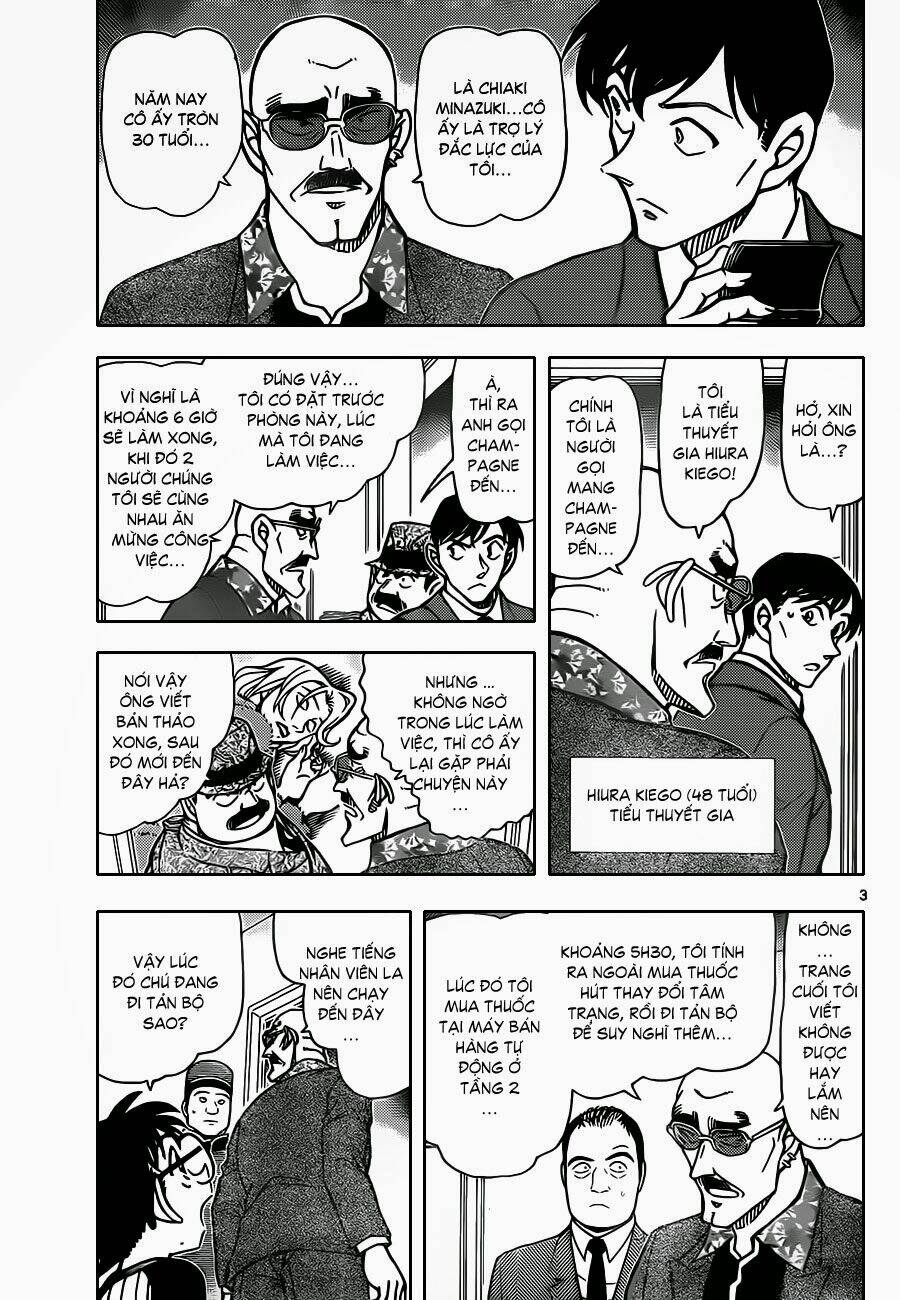 LÀ CHIAKI
MINAZUKI...CÔ
ẤY LÀ TRỢ LÝ
ĐẮC LỰC CỦA
TÔI...
NĂM NAY
CÔ ẤY TRÒN
30 TUỔI...
HỞ, XIN
HỎI ÔNG
LÀ...?
TÔI
LÀ TIỂU
THUYẾT
GIA HIURA
KIEGO!
CHÍNH
TÔI LÀ
NGƯỜI
GỌI
MANG
CHAM-
PAGNE
ĐẾN...
HIURA KIEGO (48 TUỔI)
TIỂU THUYẾT GIA
À,
THÌ RA
ANH GỌI
CHAM-
PAGNE
ĐẾN...
ĐÚNG VẬY...
TÔI CÓ ĐẶT TRƯỚC
PHÒNG NÀY, LÚC
MÀ TÔI ĐANG
LÀM VIỆC...
VÌ NGHĨ LÀ
KHOẢNG 6 GIỜ
SẼ LÀM XONG,
KHI ĐÓ 2
NGƯỜI CHÚNG
TÔI SẼ CÙNG
NHAU ĂN
MỪNG CÔNG
VIỆC...
NHƯNG ...
KHÔNG NGỜ
TRONG LÚC LÀM
VIỆC, THÌ CÔ ẤY
LẠI GẶP PHẢI
CHUYỆN NÀY
...
NÓI VẬY
ÔNG VIẾT
BẢN THẢO
XONG, SAU
ĐÓ MỚI ĐẾN
ĐÂY HẢ?
3
KHÔNG
...
TRANG
CUỐI TÔI
VIẾT
KHÔNG
ĐƯỢC
HAY
LẮM
NÊN
...
KHOẢNG 5H30, TÔI TÍNH
RA NGOÀI MUA THUỐC
HÚT THAY ĐỔI TÂM
TRẠNG, RỒI ĐI TẢN BỘ
ĐỂ SUY NGHĨ THÊM...
LÚC ĐÓ TÔI
MUA THUỐC
TẠI MÁY BÁN
HÀNG TỰ
ĐỘNG Ở
TẦNG 2
...
NGHE TIẾNG
NHÂN VIÊN LA
NÊN CHẠY
ĐẾN ĐÂY
...
VẬY LÚC
ĐÓ CHÚ ĐANG
ĐI TẢN BỘ
SAO?